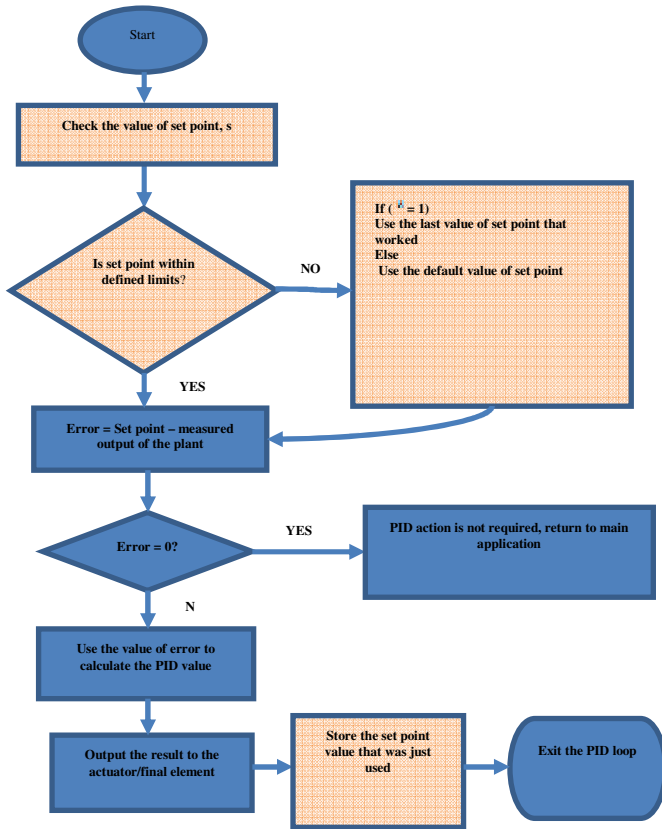 Start
Check the value of set point, s
Is set point within
defined limits?
NO
If ( = 1)
Use the last value of set point that
worked
Else
Use the default value of set point
YES
Error = Set point – measured
output of the plant
Error = 0?
YES
PID action is not required, return to main
application
N
Use the value of error to
calculate the PID value
Output the result to the
actuator/final element
Store the set point
value that was just
used
Exit the PID loop